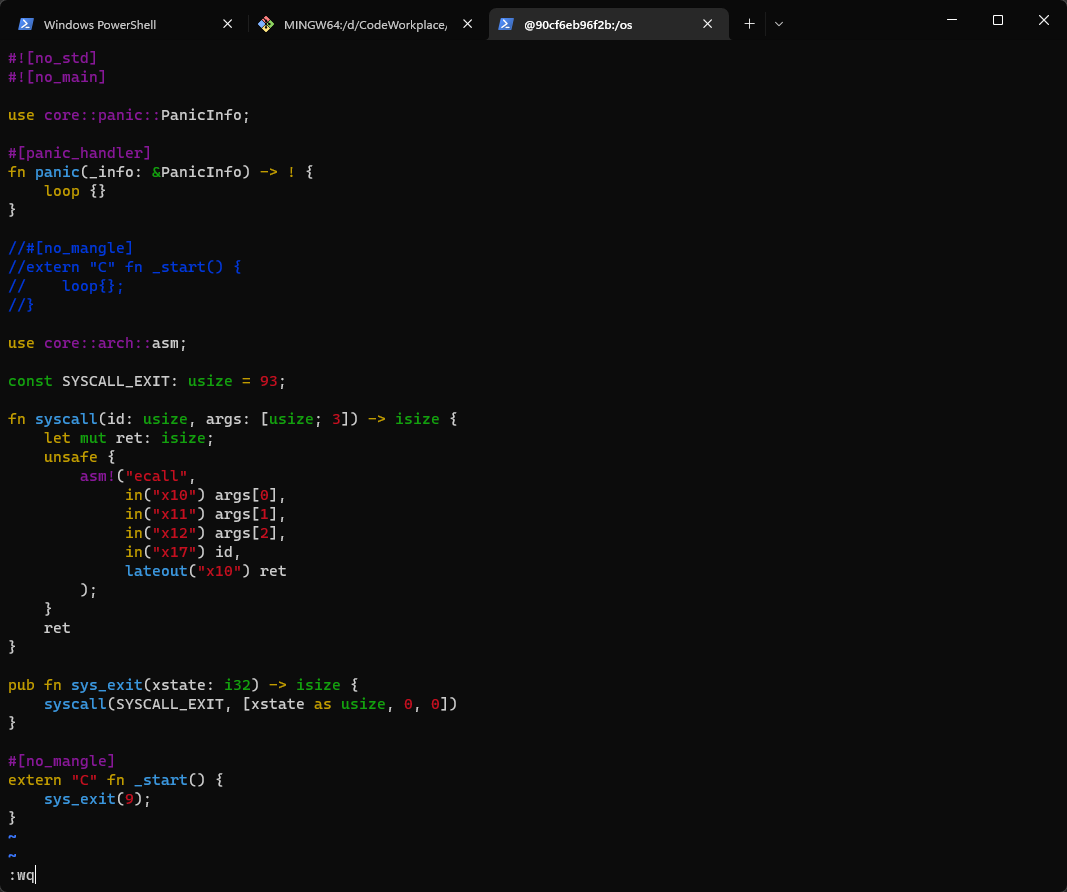 Windows PowerShell
MINGW64:/d/CodeWorkplace/
@90cf6eb96f2b:/os
#![no_std]
#![no_main]

use core::panic::PanicInfo;

#[panic_handler]
fn panic(_info: &PanicInfo) -> ! {
    loop {}
}

//#[no_mangle]
//extern "C" fn _start() {
//    loop{};
//}

use core::arch::asm;

const SYSCALL_EXIT: usize = 93;

fn syscall(id: usize, args: [usize; 3]) -> isize {
    let mut ret: isize;
    unsafe {
        asm!("ecall",
             in("x10") args[0],
             in("x11") args[1],
             in("x12") args[2],
             in("x17") id,
             lateout("x10") ret
        );
    }
    ret
}

pub fn sys_exit(xstate: i32) -> isize {
    syscall(SYSCALL_EXIT, [xstate as usize, 0, 0])
}

#[no_mangle]
extern "C" fn _start() {
    sys_exit(9);
}
~
~
:wq